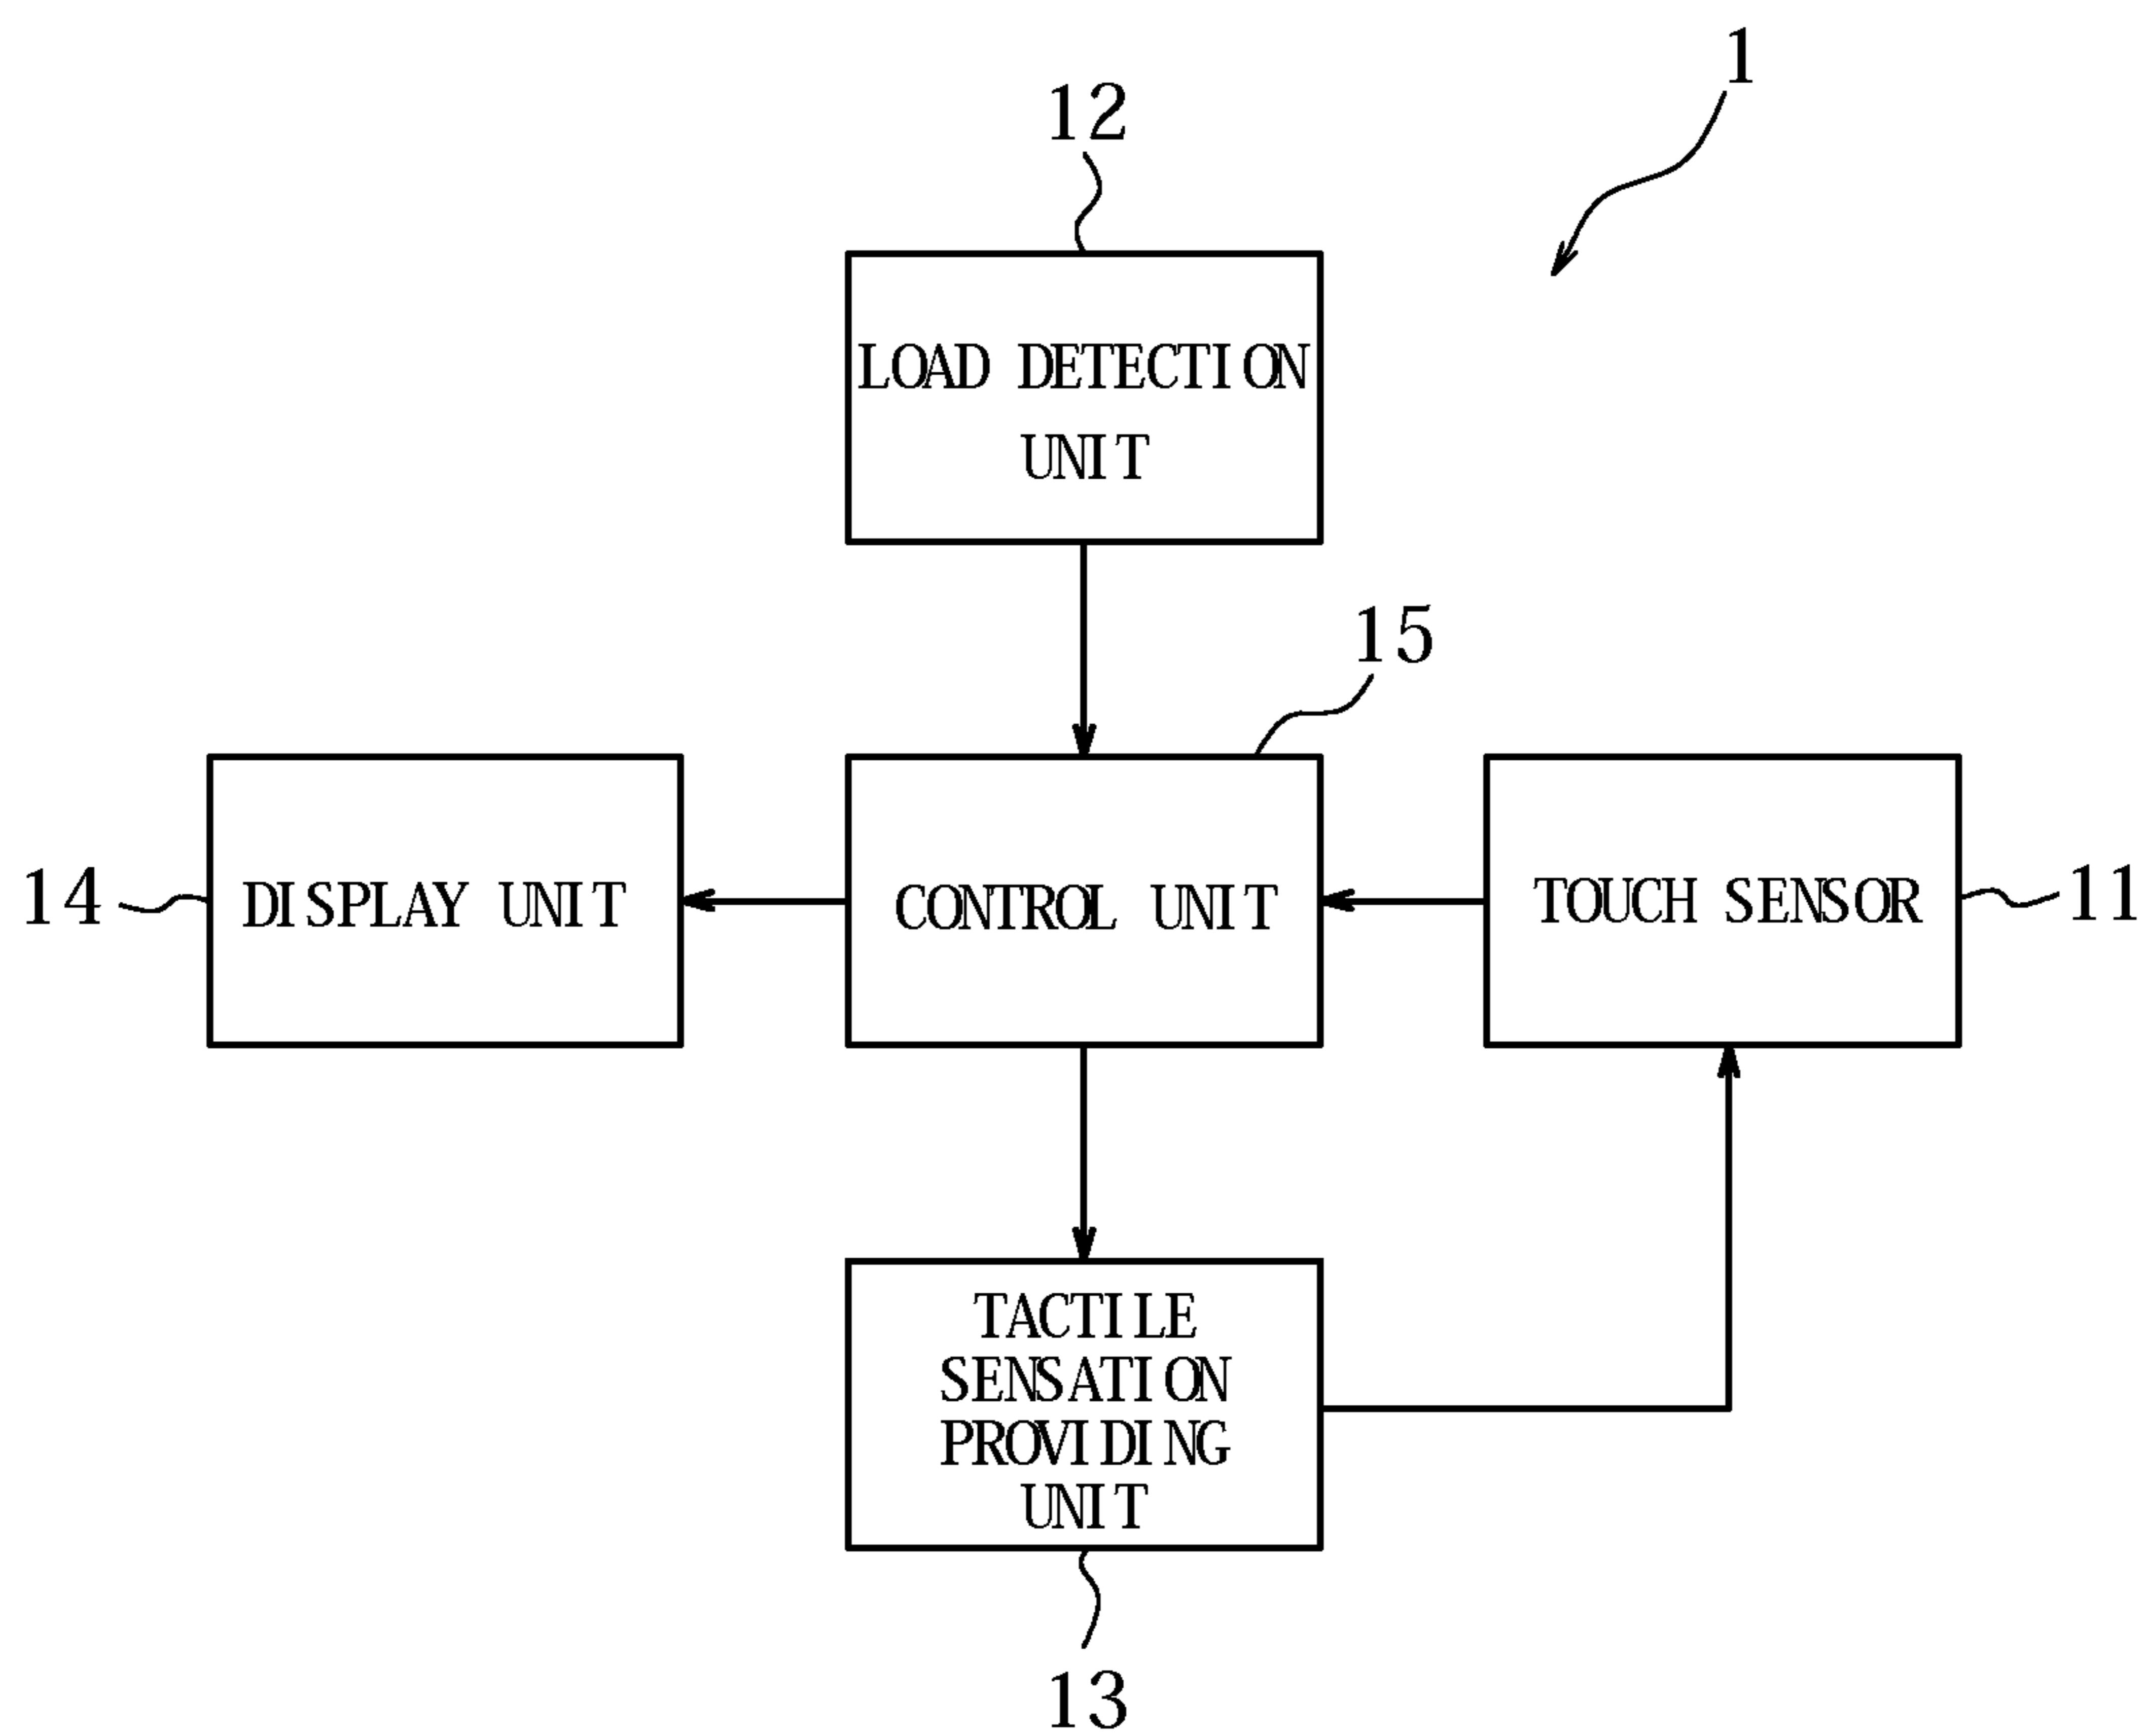 1
12
LOAD DETECTION
UNIT
15
14
DISPLAY UNIT
CONTROL UNIT
TOUCH SENSOR
11
TACTILE
SENSATION
PROVIDING
UNIT
13